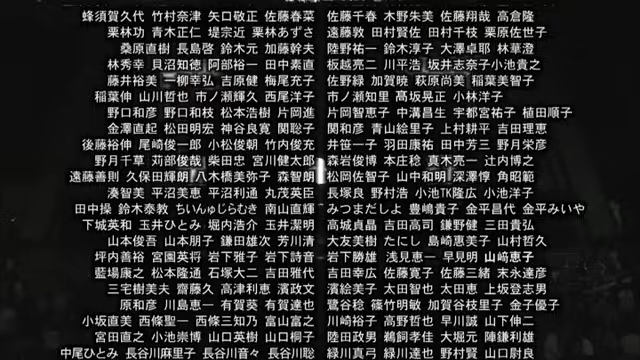 蜂須賀久代 竹村奈津 矢口敬正 佐藤春菜 佐藤千春 木野朱美 佐藤翔哉 高倉隆
栗林功 青木正仁 堤宗近 栗林あずさ 遠藤敦 田村賢佐 田村千枝 栗原佐世子
桑原直樹 長島啓 鈴木元 加藤幹夫 陸野祐一 鈴木淳子 大澤卓耶 林華澄
林秀幸 貝沼知徳 阿部裕一 田中素直 板越亮二 川平浩 坂井志奈子 小池貴之
藤井裕美 一柳幸弘 吉原健 梅尾充子 佐野緑 加賀暁 萩原尚美 稲葉美智子
稲葉伸 山川哲也 市ノ瀬輝久 西尾洋子 市ノ瀬知里 髙坂晃正 小林洋子
野口和彦 野口和枝 松本浩樹 片岡進 片岡智恵子 中溝昌生 宇都宮祐子 植田順子
金澤直起 松田明宏 神谷良寛 関聡子 関和彦 青山絵里子 上村耕平 吉田理恵
後藤裕伸 尾崎俊一郎 小松俊朝 竹内俊充 井笹一子 羽田康祐 田中芳三 野月栄彦
野月千草 苅部俊哉 柴田忠 宮川健太郎 森岩俊博 本庄稔 真木亮一 辻内博之
遠藤善則 久保田輝朗 八木橋美弥子 森智朗 松岡佐智子 山中和明 深澤惇 角昭範
湊智美 平沼美恵 平沼利通 丸茂英臣 長塚良 野村浩 小池TK隆広 小池洋子
田中操 鈴木泰教 ちいんゅじらむき 南山直輝 みつまだしよ 豊嶋貴子 金平昌代 金平みいや
下城英和 玉井ひとみ 堀内浩介 玉井潔明 高城貞晶 吉田高司 鎌野健 三田貴弘
山本俊吾 山本朋子 鎌田雄次 芳川清 大友美樹 たにし 島崎恵美子 山村哲久
坪内善裕 宮園英将 岩下雅子 岩下詩音 岩下勝雄 浅見恵一 早見明 山﨑恵子
藍場康之 松本隆通 石塚大二 吉田雅代 吉田幸広 佐藤寛子 佐藤三緒 末永達彦
三宅樹美夫 齋藤久 高津利恵 濱政一 濱絵美子 太田智也 太田恵 上坂登志男
原和彦 川島恵一 有賀葵 有賀達也 鷺谷稔 篠竹明敏 加賀谷枝里子 金子優子
小坂直美 西條聖一 西條三知乃 富山富之 川崎裕子 高野哲也 早川誠 山下伸二
宮田直之 小池崇博 山口英樹 山口桐子 陸田政男 鵜飼孝佳 大堀元 陣鎌利雄
中尾ひとみ 長谷川麻里子 長谷川音々 長谷川聡 緑川真弓 緑川達也 野村賢 山口智良